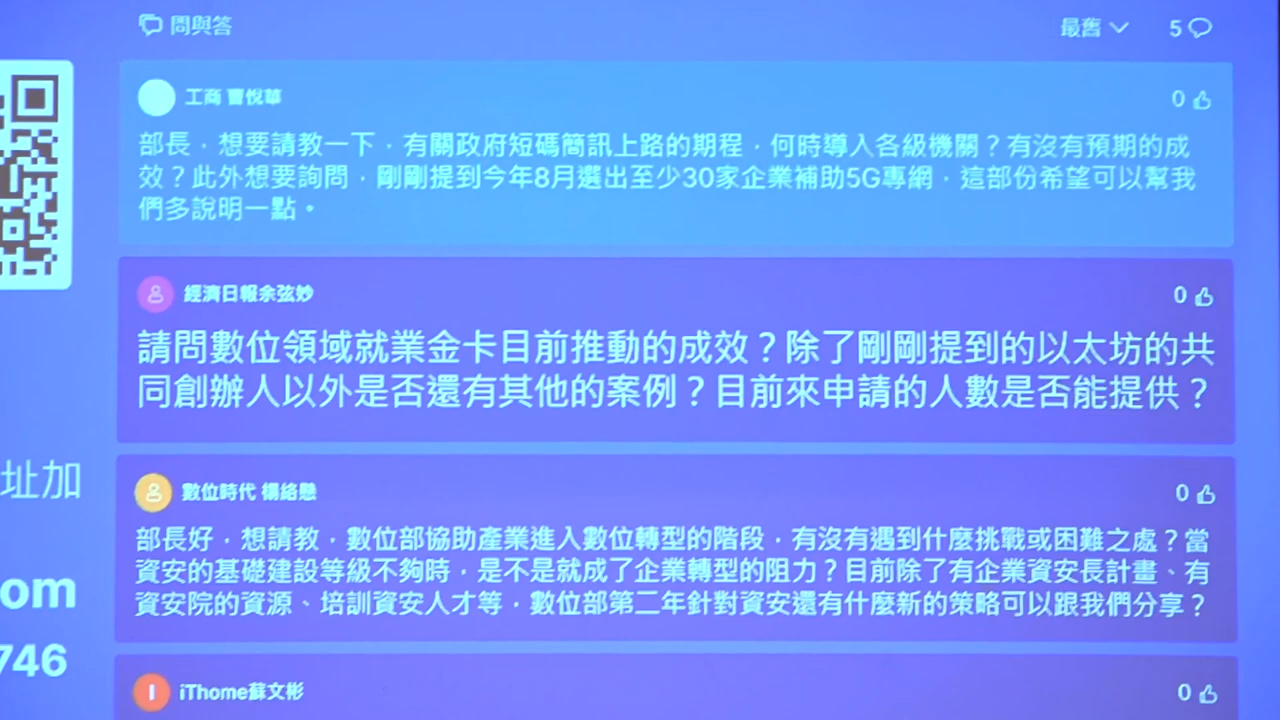 問與答
最舊
5
工商 曹悅華
0
部長，想要請教一下，有關政府短碼簡訊上路的期程，何時導入各級機關？有沒有預期的成
效？此外想要詢問，剛剛提到今年8月選出至少30家企業補助5G專網，這部份希望可以幫我
們多說明一點。
經濟日報余弦妙
0
請問數位領域就業金卡目前推動的成效？除了剛剛提到的以太坊的共
同創辦人以外是否還有其他的案例？目前來申請的人數是否能提供？
數位時代 楊絡懸
0
部長好，想請教，數位部協助產業進入數位轉型的階段，有沒有遇到什麼挑戰或困難之處？當
資安的基礎建設等級不夠時，是不是就成了企業轉型的阻力？目前除了有企業資安長計畫、有
資安院的資源、培訓資安人才等，數位部第二年針對資安還有什麼新的策略可以跟我們分享？
址加
om
746
I
iThome蘇文彬
0